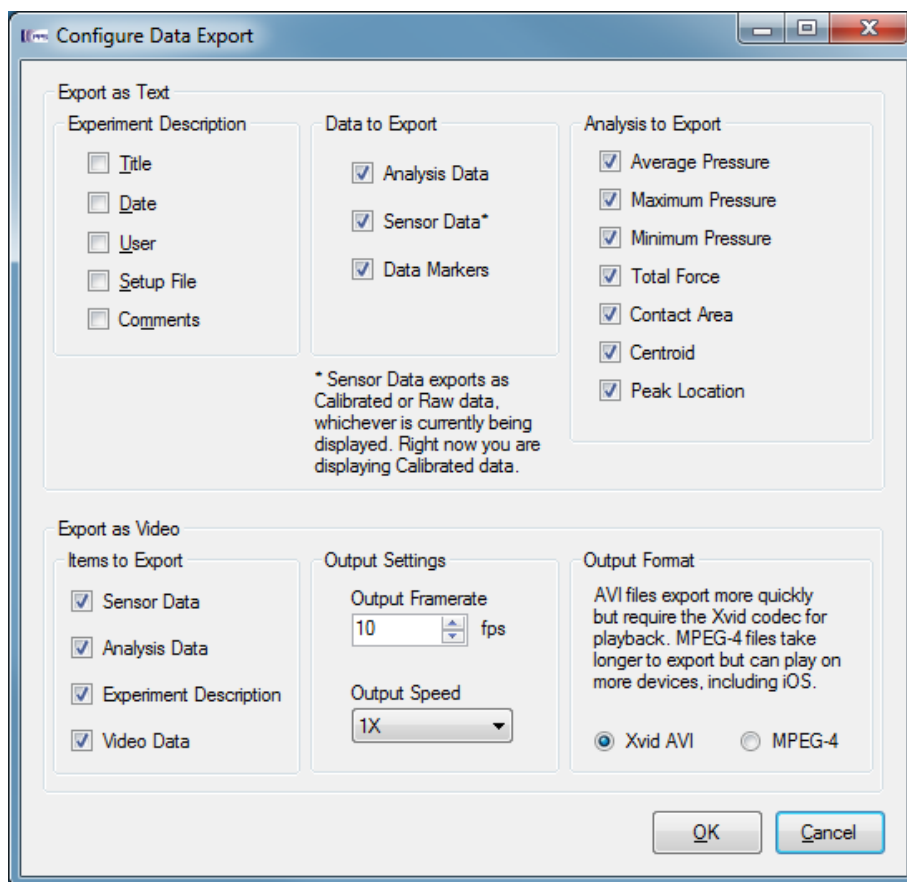 Configure Data Export
Export as Text
Experiment Description
Title
Date
User
Setup File
Comments
Data to Export
Analysis Data
Sensor Data*
Data Markers
* Sensor Data exports as
Calibrated or Raw data,
whichever is currently being
displayed. Right now you are
displaying Calibrated data.
Analysis to Export
Average Pressure
Maximum Pressure
Minimum Pressure
Total Force
Contact Area
Centroid
Peak Location
Export as Video
Items to Export
Sensor Data
Analysis Data
Experiment Description
Video Data
Output Settings
Output Framerate
10 fps
Output Speed
1X
Output Format
AVI files export more quickly
but require the Xvid codec for
playback. MPEG-4 files take
longer to export but can play on
more devices, including iOS.
Xvid AVI MPEG-4
OK Cancel